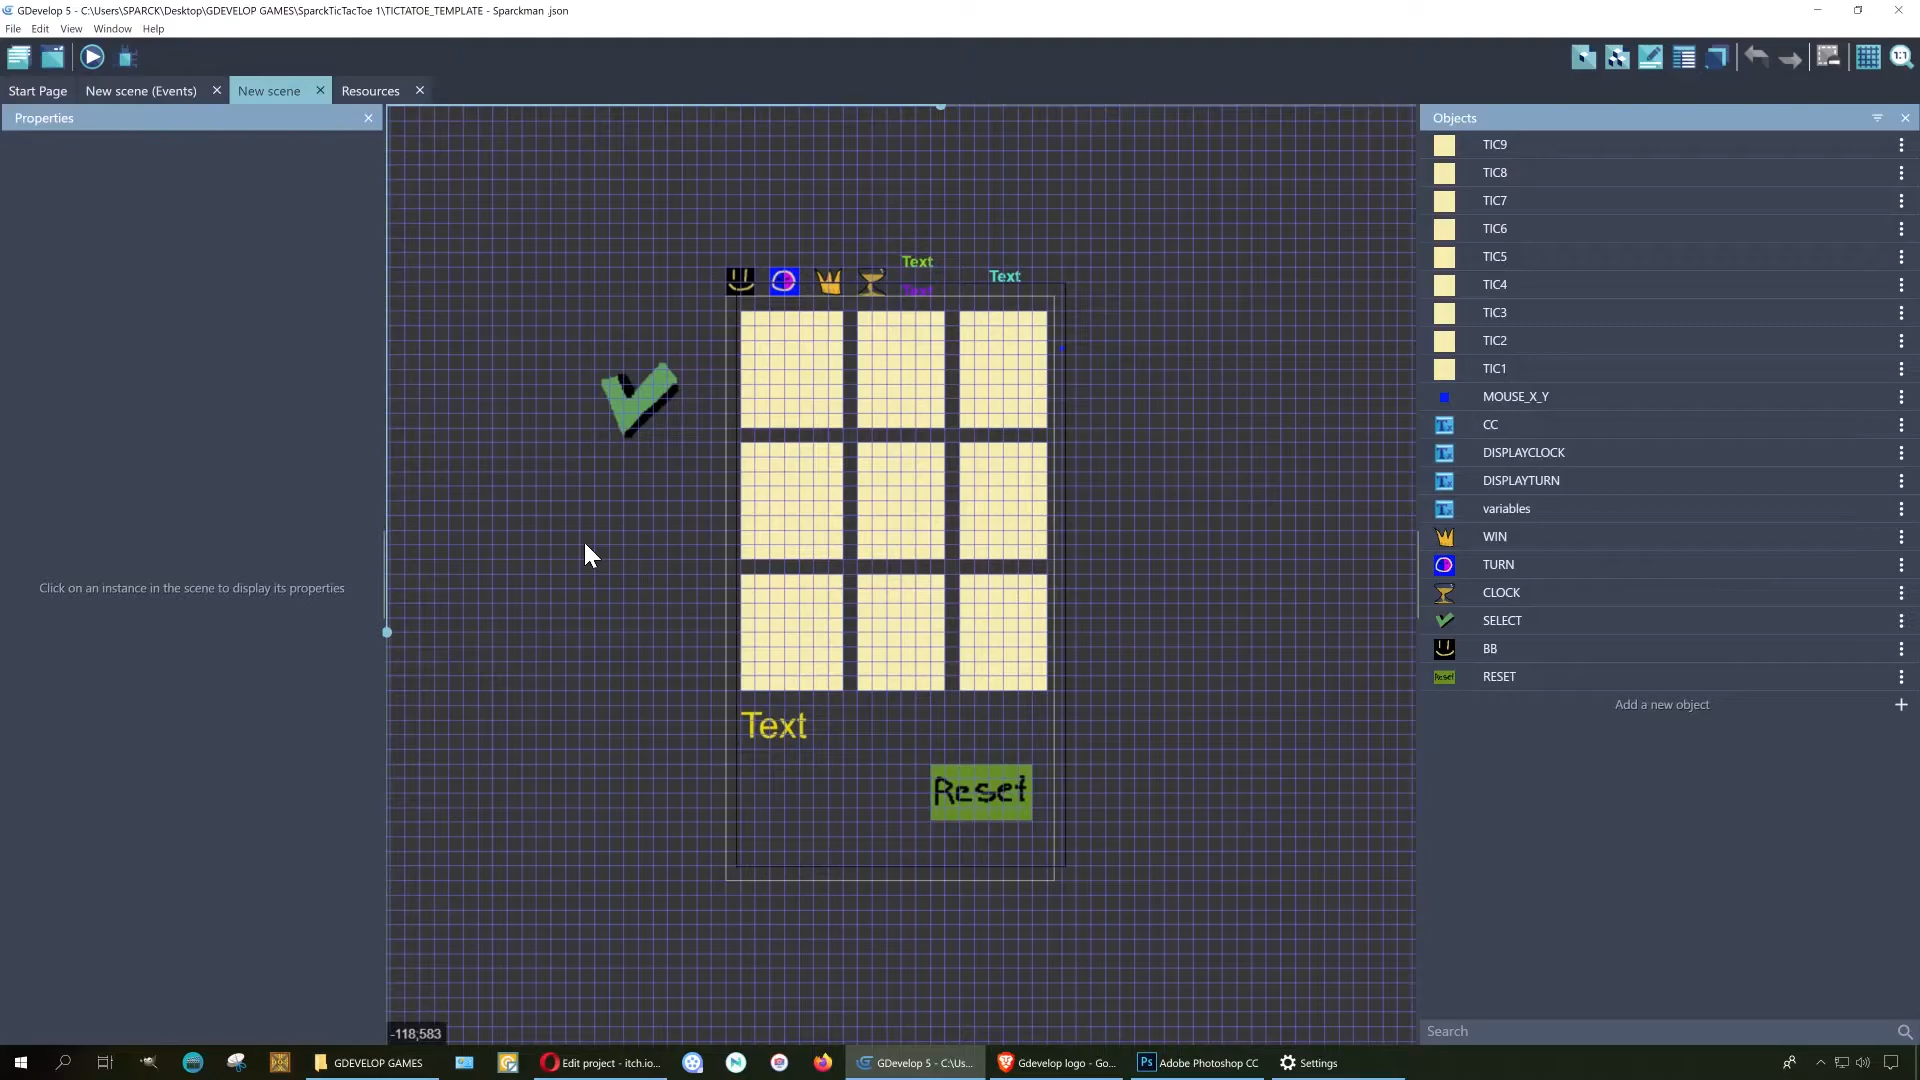 GDevelop 5 - C:\Users\SPARCK\Desktop\GDEVELOP GAMES\SparckTicTacToe 1\TICTATOE_TEMPLATE - Sparckman .json
File Edit View Window Help
1:1
Start Page New scene (Events) New scene Resources
Properties
Objects
TIC9
TIC8
TIC7
TIC6
TIC5
TIC4
TIC3
TIC2
TIC1
MOUSE_X_Y
CC
DISPLAYCLOCK
DISPLAYTURN
variables
WIN
TURN
CLOCK
SELECT
BB
RESET
Add a new object
Search
Click on an instance in the scene to display its properties
Text
Text
Text
Text
Reset
-118;583
GDEVELOP GAMES
Edit project - itch.io...
GDevelop 5 - C:\Us...
Gdevelop logo - Go...
Ps Adobe Photoshop CC
Settings